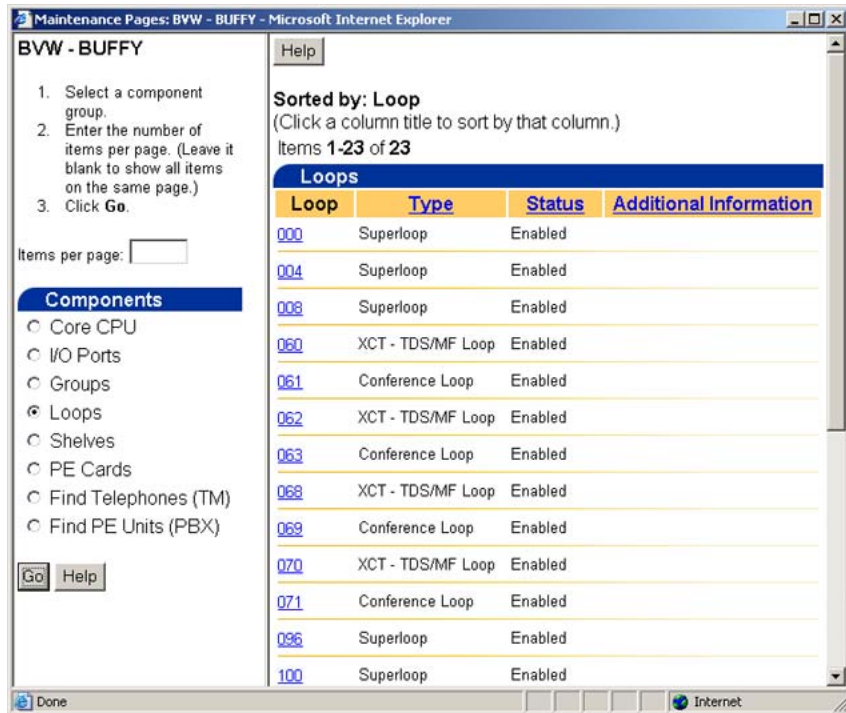 Maintenance Pages: BVW - BUFFY - Microsoft Internet Explorer
BVW - BUFFY
1. Select a component
group.
2. Enter the number of
items per page. (Leave it
blank to show all items
on the same page.)
3. Click Go.
Items per page:
Components
Core CPU
I/O Ports
Groups
Loops
Shelves
PE Cards
Find Telephones (TM)
Find PE Units (PBX)
Go Help
Help
Sorted by: Loop
(Click a column title to sort by that column.)
Items 1-23 of 23
Loops
Loop Type Status Additional Information
000 Superloop Enabled
004 Superloop Enabled
008 Superloop Enabled
060 XCT - TDS/MF Loop Enabled
061 Conference Loop Enabled
062 XCT - TDS/MF Loop Enabled
063 Conference Loop Enabled
068 XCT - TDS/MF Loop Enabled
069 Conference Loop Enabled
070 XCT - TDS/MF Loop Enabled
071 Conference Loop Enabled
096 Superloop Enabled
100 Superloop Enabled
Done Internet